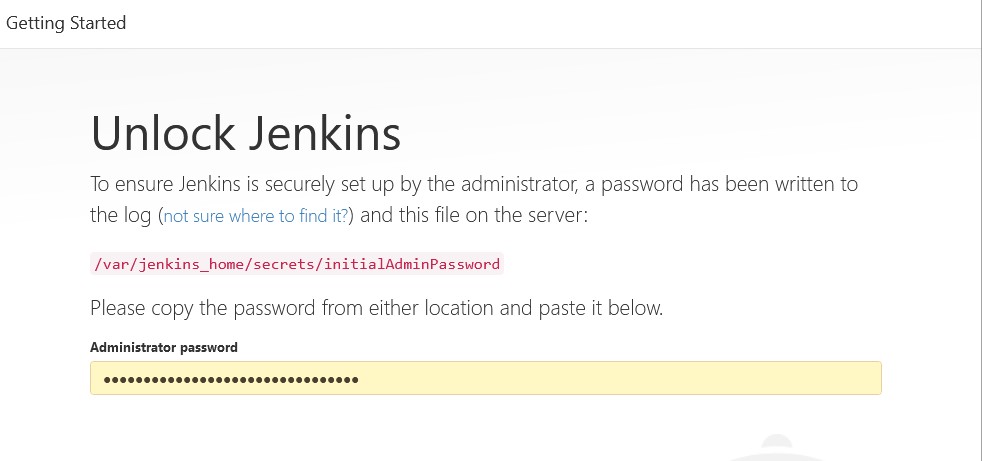 Getting Started
Unlock Jenkins
To ensure Jenkins is securely set up by the administrator, a password has been written to
the log (not sure where to find it?) and this file on the server:
/var/jenkins_home/secrets/initialAdminPassword
Please copy the password from either location and paste it below.
Administrator password
••••••••••••••••••••••••••••••••